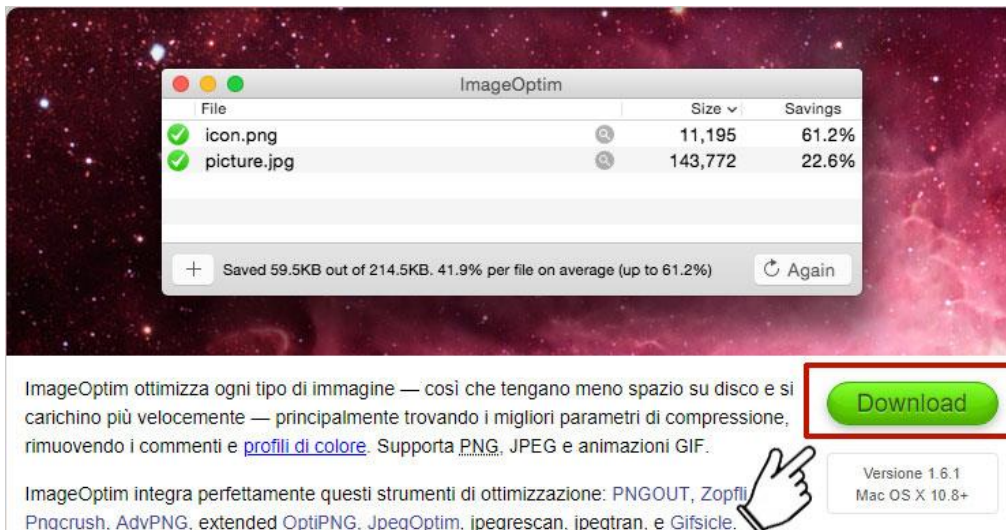 ImageOptim
File Size Savings
icon.png 11,195 61.2%
picture.jpg 143,772 22.6%
+ Saved 59.5KB out of 214.5KB. 41.9% per file on average (up to 61.2%) Again
ImageOptim ottimizza ogni tipo di immagine — così che tengano meno spazio su disco e si
carichino più velocemente — principalmente trovando i migliori parametri di compressione,
rimuovendo i commenti e profili di colore. Supporta PNG, JPEG e animazioni GIF.
Download
Versione 1.6.1
Mac OS X 10.8+
ImageOptim integra perfettamente questi strumenti di ottimizzazione: PNGOUT, Zopfli,
Pngcrush, AdvPNG, extended OptiPNG, JpegOptim, jpegrescan, jpegtran, e Gifsicle.